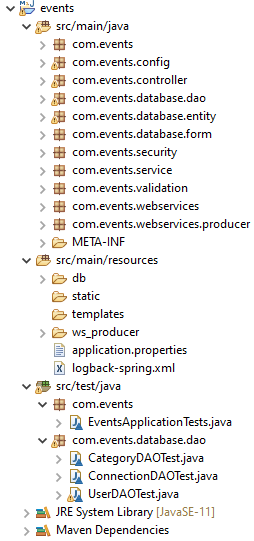 events
src/main/java
com.events
com.events.config
com.events.controller
com.events.database.dao
com.events.database.entity
com.events.database.form
com.events.security
com.events.service
com.events.validation
com.events.webservices
com.events.webservices.producer
META-INF
src/main/resources
db
static
templates
ws_producer
application.properties
logback-spring.xml
src/test/java
com.events
EventsApplicationTests.java
com.events.database.dao
CategoryDAOTest.java
ConnectionDAOTest.java
UserDAOTest.java
JRE System Library [JavaSE-11]
Maven Dependencies